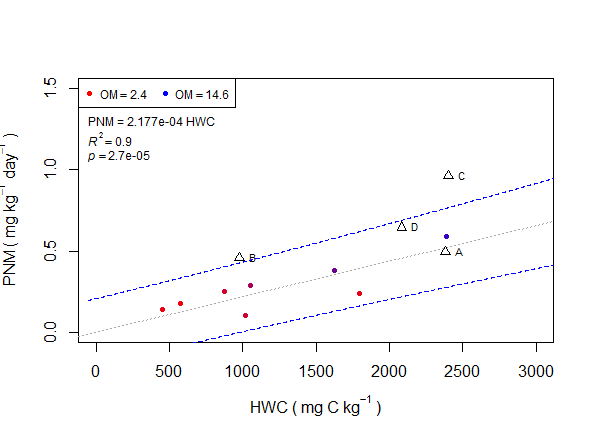 OM = 2.4 OM = 14.6
PNM = 2.177e-04 HWC
R² = 0.9
p = 2.7e-05
C
D
B
A
0.0 0.5 1.0 1.5
PNM ( mg kg⁻¹ day⁻¹ )
0 500 1000 1500 2000 2500 3000
HWC ( mg C kg⁻¹ )